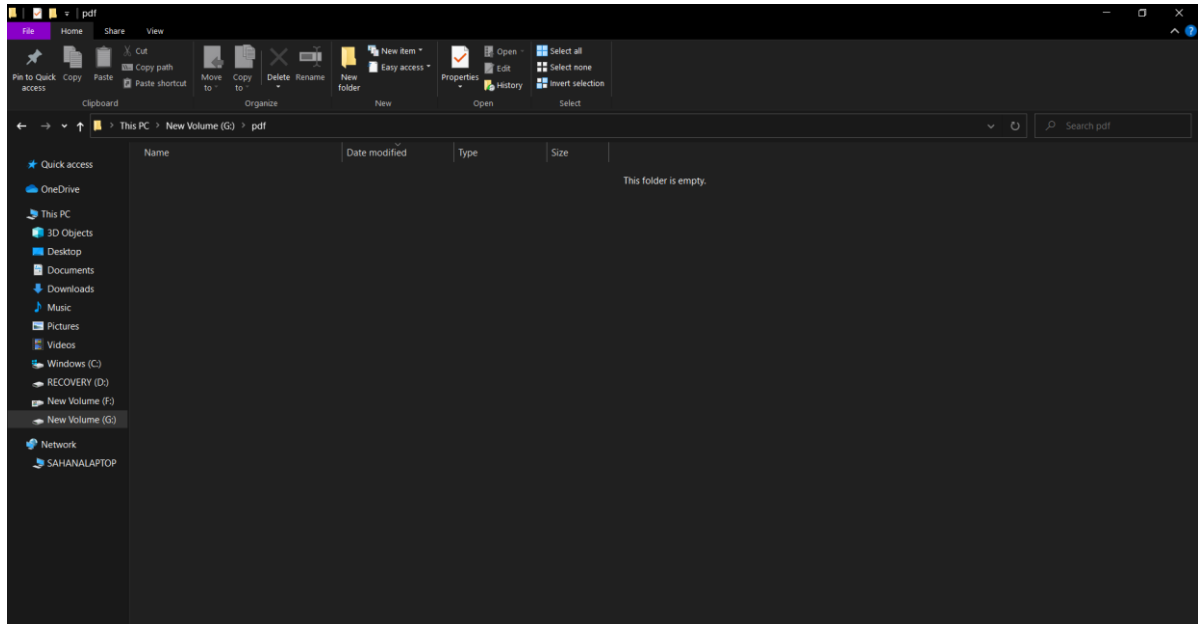 pdf
File Home Share View
Pin to Quick access
Copy
Paste
Cut
Copy path
Paste shortcut
Clipboard
Move to
Copy to
Delete
Rename
Organize
New folder
New item
Easy access
New
Properties
Open
Edit
History
Open
Select all
Select none
Invert selection
Select
This PC > New Volume (G:) > pdf
Search pdf
Name Date modified Type Size
This folder is empty.
Quick access
OneDrive
This PC
3D Objects
Desktop
Documents
Downloads
Music
Pictures
Videos
Windows (C:)
RECOVERY (D:)
New Volume (F:)
New Volume (G:)
Network
SAHANALAPTOP